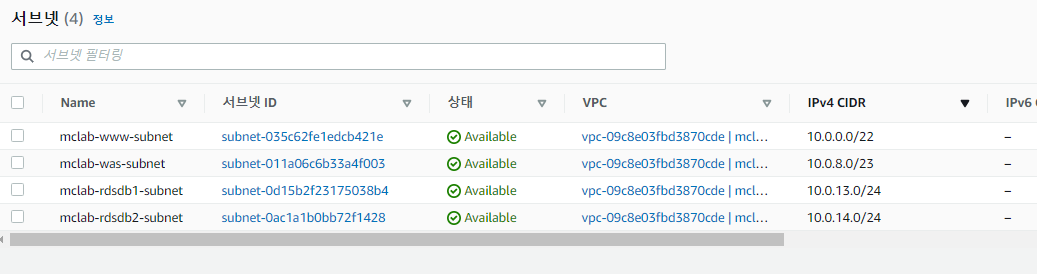 서브넷 (4) 정보
서브넷 필터링
Name 서브넷 ID 상태 VPC IPv4 CIDR IPv6
mclab-www-subnet subnet-035c62fe1edcb421e Available vpc-09c8e03fbd3870cde | mcl… 10.0.0.0/22 –
mclab-was-subnet subnet-011a06c6b33a4f003 Available vpc-09c8e03fbd3870cde | mcl… 10.0.8.0/23 –
mclab-rdsdb1-subnet subnet-0d15b2f23175038b4 Available vpc-09c8e03fbd3870cde | mcl… 10.0.13.0/24 –
mclab-rdsdb2-subnet subnet-0ac1a1b0bb72f1428 Available vpc-09c8e03fbd3870cde | mcl… 10.0.14.0/24 –